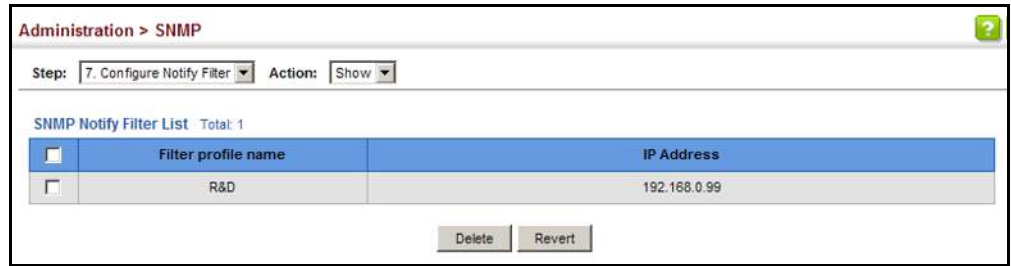 Administration > SNMP
?
Step: 7. Configure Notify Filter Action: Show
SNMP Notify Filter List Total: 1
Filter profile name IP Address
R&D 192.168.0.99
Delete Revert